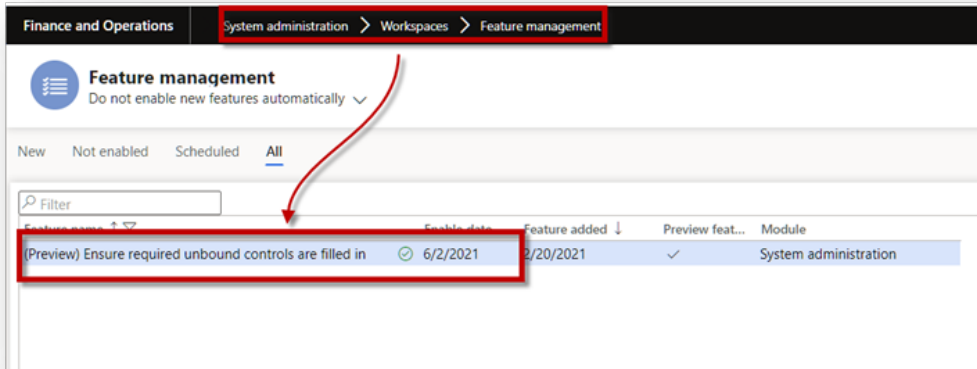 Finance and Operations System administration > Workspaces > Feature management
Feature management
Do not enable new features automatically
New Not enabled Scheduled All
Filter
Feature name Enable date Feature added Preview feat... Module
(Preview) Ensure required unbound controls are filled in 6/2/2021 2/20/2021 System administration